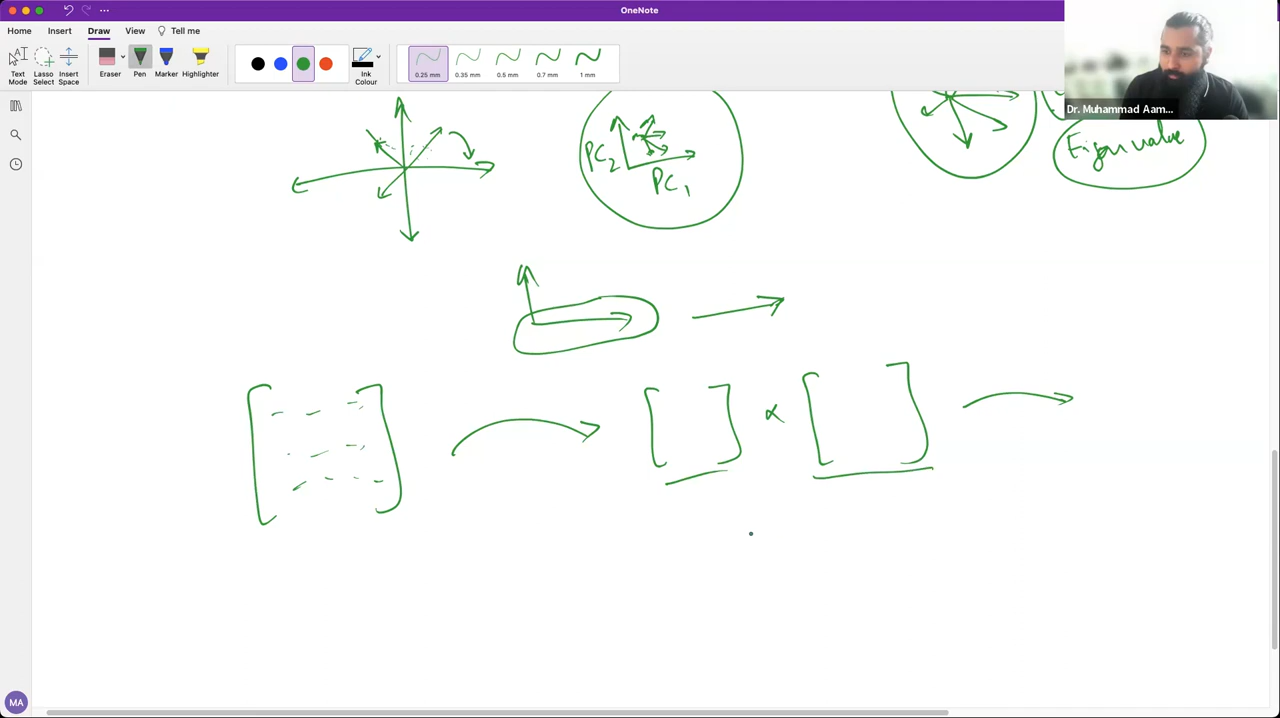 OneNote
Home Insert Draw View Tell me
Text Mode
Lasso Select
Insert Space
Eraser
Pen
Marker
Highlighter
Ink Colour
0.25 mm
0.35 mm
0.5 mm
0.7 mm
1 mm
Dr. Muhammad Aam...
PC2
PC1
Eigenvalue
∝
MA